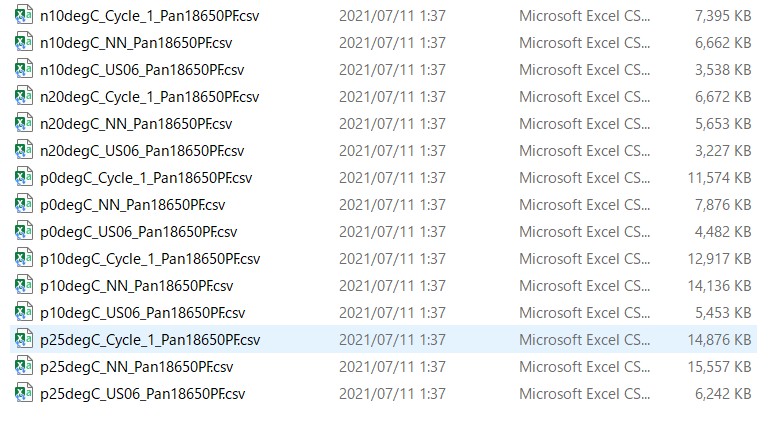 n10degC_Cycle_1_Pan18650PF.csv 2021/07/11 1:37 Microsoft Excel CS... 7,395 KB
n10degC_NN_Pan18650PF.csv 2021/07/11 1:37 Microsoft Excel CS... 6,662 KB
n10degC_US06_Pan18650PF.csv 2021/07/11 1:37 Microsoft Excel CS... 3,538 KB
n20degC_Cycle_1_Pan18650PF.csv 2021/07/11 1:37 Microsoft Excel CS... 6,672 KB
n20degC_NN_Pan18650PF.csv 2021/07/11 1:37 Microsoft Excel CS... 5,653 KB
n20degC_US06_Pan18650PF.csv 2021/07/11 1:37 Microsoft Excel CS... 3,227 KB
p0degC_Cycle_1_Pan18650PF.csv 2021/07/11 1:37 Microsoft Excel CS... 11,574 KB
p0degC_NN_Pan18650PF.csv 2021/07/11 1:37 Microsoft Excel CS... 7,876 KB
p0degC_US06_Pan18650PF.csv 2021/07/11 1:37 Microsoft Excel CS... 4,482 KB
p10degC_Cycle_1_Pan18650PF.csv 2021/07/11 1:37 Microsoft Excel CS... 12,917 KB
p10degC_NN_Pan18650PF.csv 2021/07/11 1:37 Microsoft Excel CS... 14,136 KB
p10degC_US06_Pan18650PF.csv 2021/07/11 1:37 Microsoft Excel CS... 5,453 KB
p25degC_Cycle_1_Pan18650PF.csv 2021/07/11 1:37 Microsoft Excel CS... 14,876 KB
p25degC_NN_Pan18650PF.csv 2021/07/11 1:37 Microsoft Excel CS... 15,557 KB
p25degC_US06_Pan18650PF.csv 2021/07/11 1:37 Microsoft Excel CS... 6,242 KB